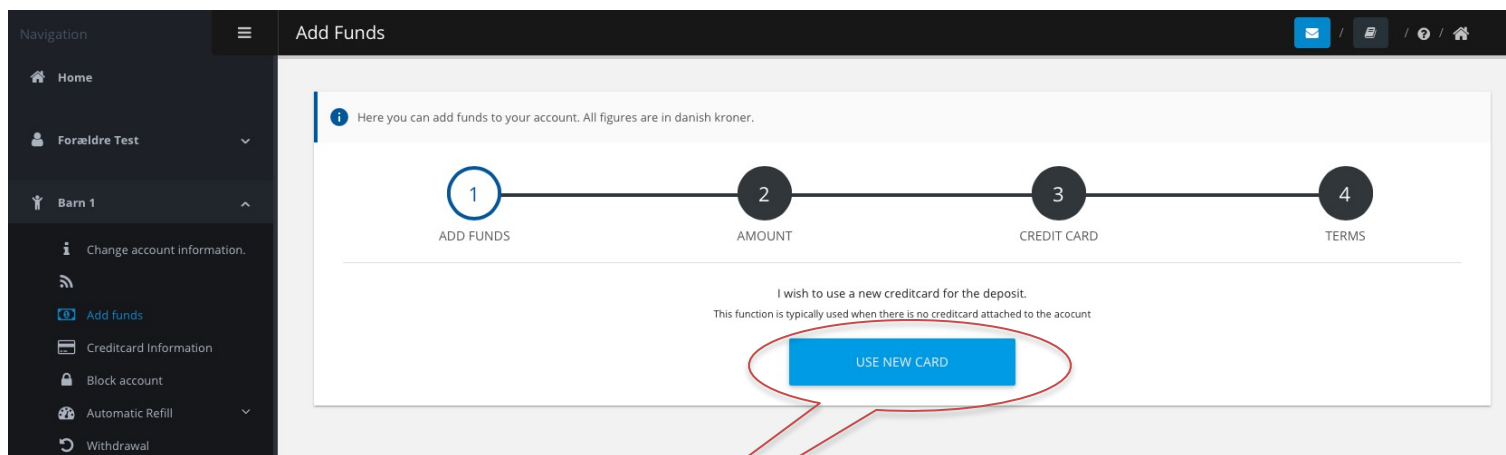 Navigation
Add Funds
/ / /
Home
Here you can add funds to your account. All figures are in danish kroner.
Forældre Test
1 2 3 4
ADD FUNDS AMOUNT CREDIT CARD TERMS
Barn 1
Change account information.
Add funds
Creditcard Information
Block account
Automatic Refill
Withdrawal
I wish to use a new creditcard for the deposit.
This function is typically used when there is no creditcard attached to the acocunt
USE NEW CARD